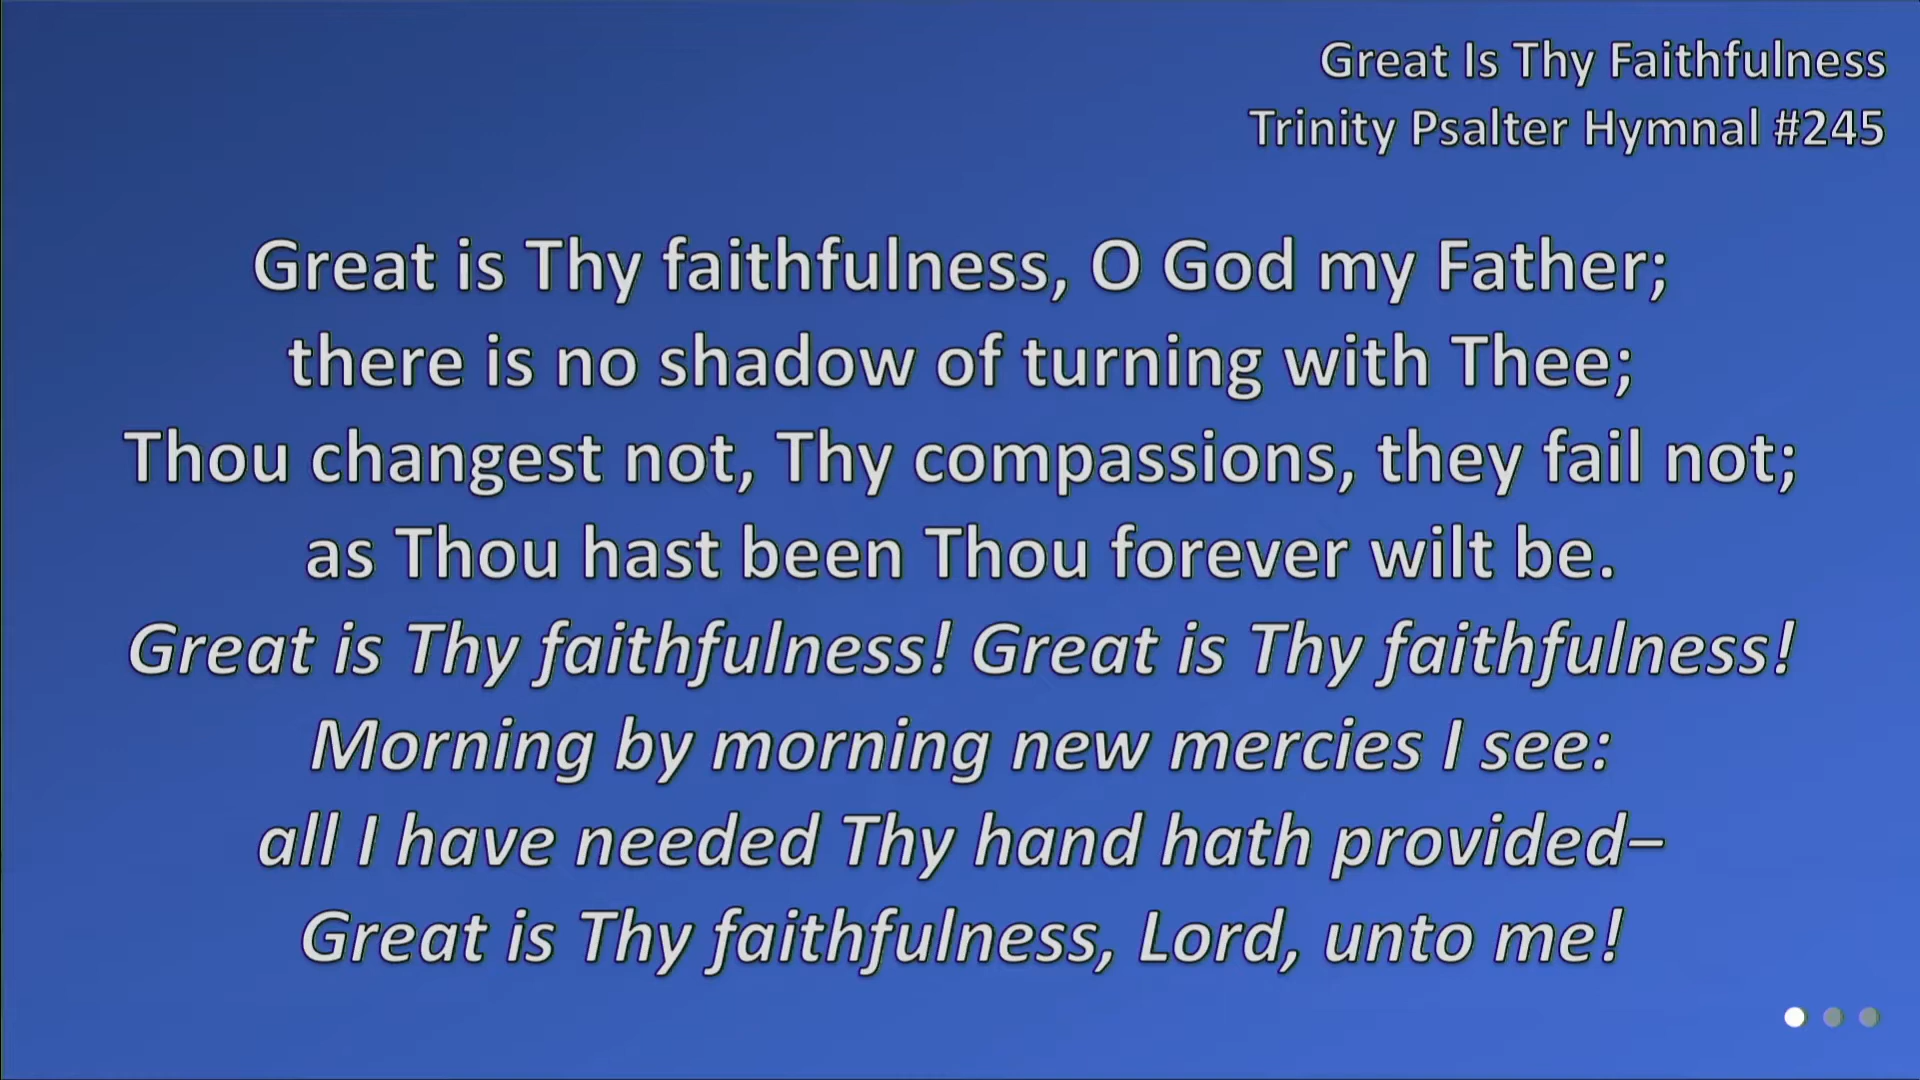 Great Is Thy Faithfulness
Trinity Psalter Hymnal #245
Great is Thy faithfulness, O God my Father;
there is no shadow of turning with Thee;
Thou changest not, Thy compassions, they fail not;
as Thou hast been Thou forever wilt be.
Great is Thy faithfulness! Great is Thy faithfulness!
Morning by morning new mercies I see:
all I have needed Thy hand hath provided–
Great is Thy faithfulness, Lord, unto me!